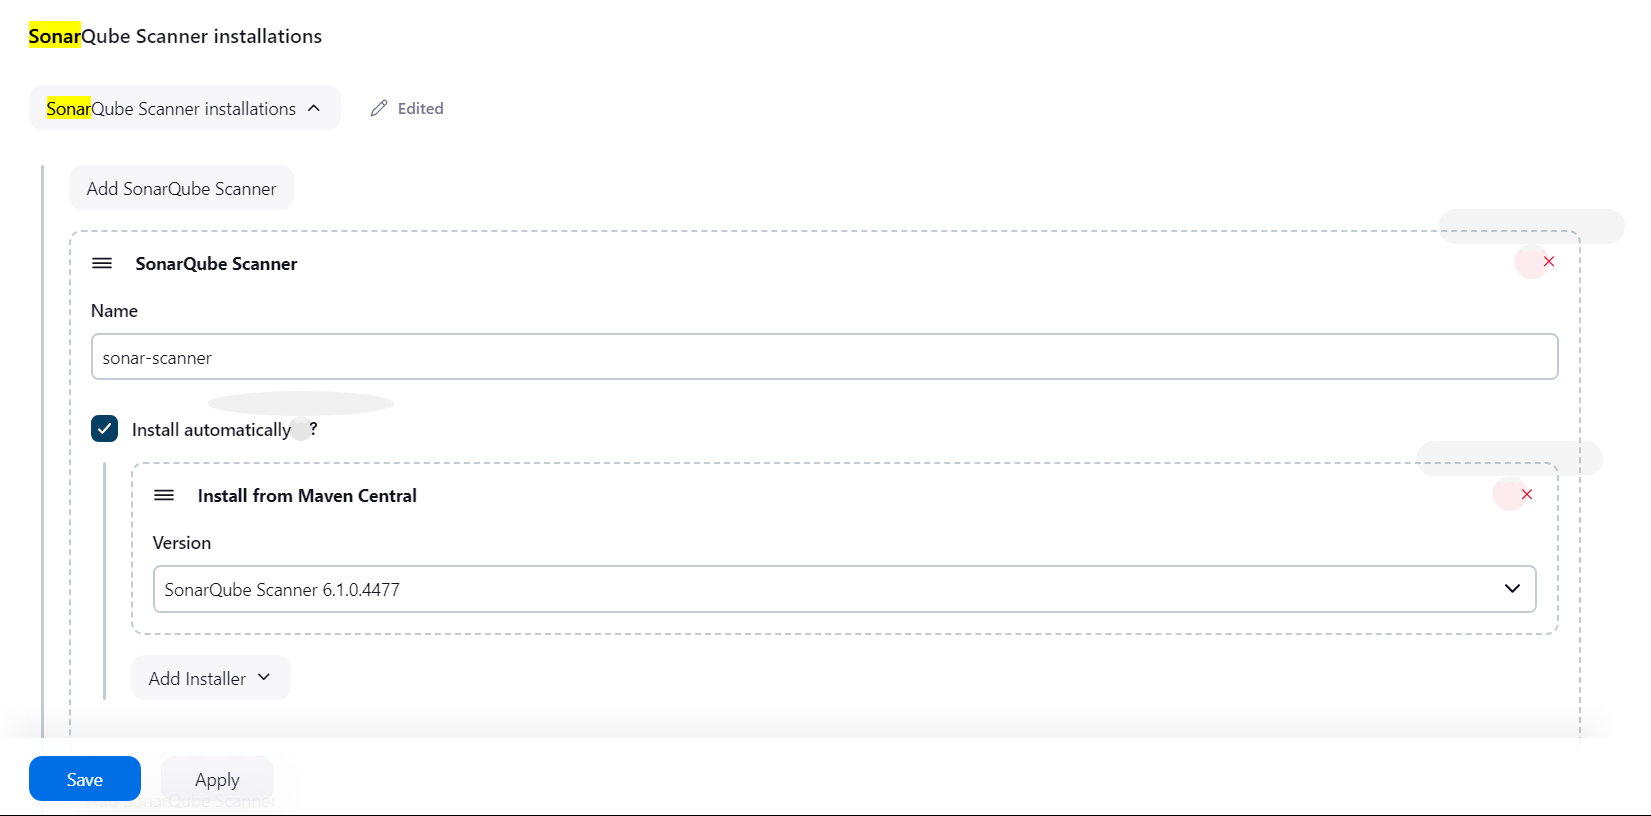 SonarQube Scanner installations
SonarQube Scanner installations
Edited
Add SonarQube Scanner
SonarQube Scanner
Name
sonar-scanner
Install automatically ?
Install from Maven Central
Version
SonarQube Scanner 6.1.0.4477
Add Installer
Save
Apply
Add SonarQube Scanner